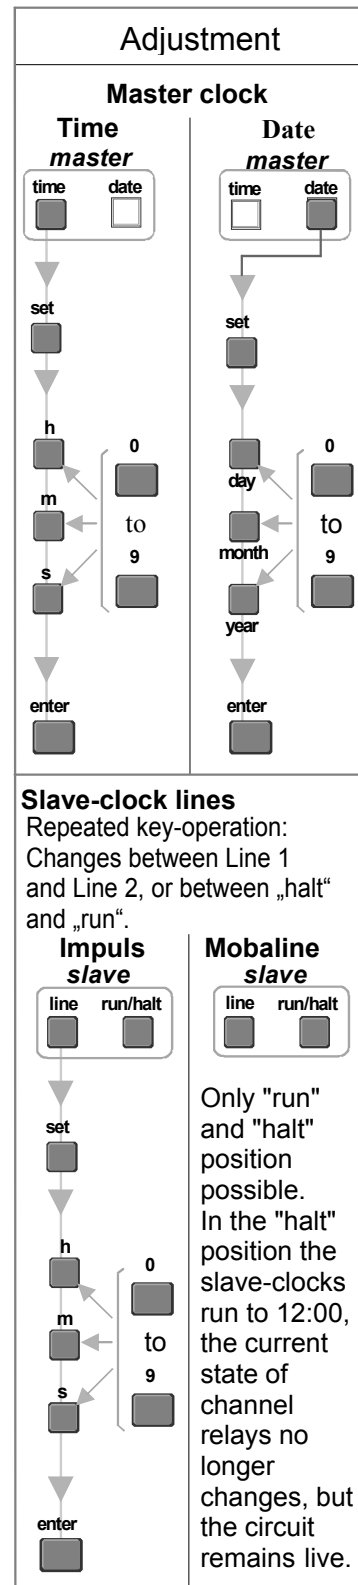 Adjustment
Master clock
Time
master
time date
set
h
0
m
to
s
9
enter
Date
master
time date
set
0
day
to
month
9
year
enter
Slave-clock lines
Repeated key-operation:
Changes between Line 1
and Line 2, or between „halt“
and „run“.
Impuls
slave
line run/halt
set
h
0
m
to
s
9
enter
Mobaline
slave
line run/halt
Only "run"
and "halt"
position
possible.
In the "halt"
position the
slave-clocks
run to 12:00,
the current
state of
channel
relays no
longer
changes, but
the circuit
remains live.